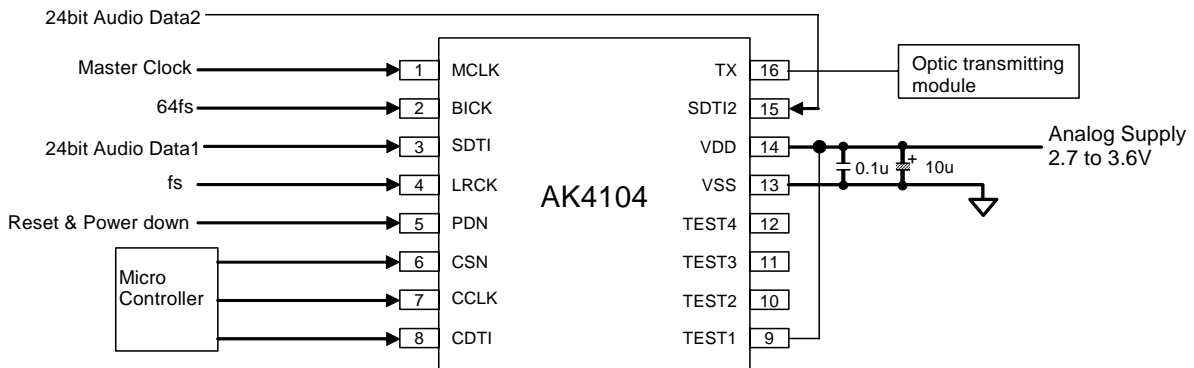 24bit Audio Data2
Master Clock
1
MCLK
TX
16
Optic transmitting
module
64fs
2
BICK
SDTI2
15
24bit Audio Data1
3
SDTI
VDD
14
Analog Supply
2.7 to 3.6V
0.1u
+
10u
fs
4
LRCK
AK4104
VSS
13
Reset & Power down
5
PDN
TEST4
12
Micro
Controller
6
CSN
TEST3
11
7
CCLK
TEST2
10
8
CDTI
TEST1
9